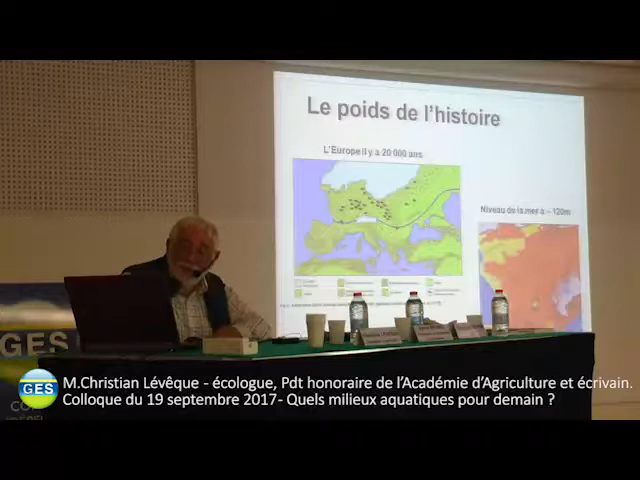 Le poids de l'histoire
L'Europe il y a 20 000 ans
Niveau de la mer à – 120m
GES
GES
M.Christian Lévêque - écologue, Pdt honoraire de l'Académie d'Agriculture et écrivain.
Colloque du 19 septembre 2017- Quels milieux aquatiques pour demain ?